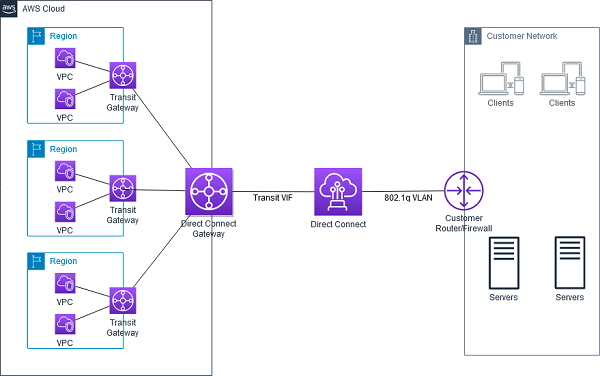 aws
AWS Cloud
Region
VPC
VPC
Transit
Gateway
Region
VPC
VPC
Transit
Gateway
Region
VPC
VPC
Transit
Gateway
Direct Connect
Gateway
Transit VIF
Direct Connect
802.1q VLAN
Customer
Router/Firewall
Customer Network
Clients
Clients
Servers
Servers